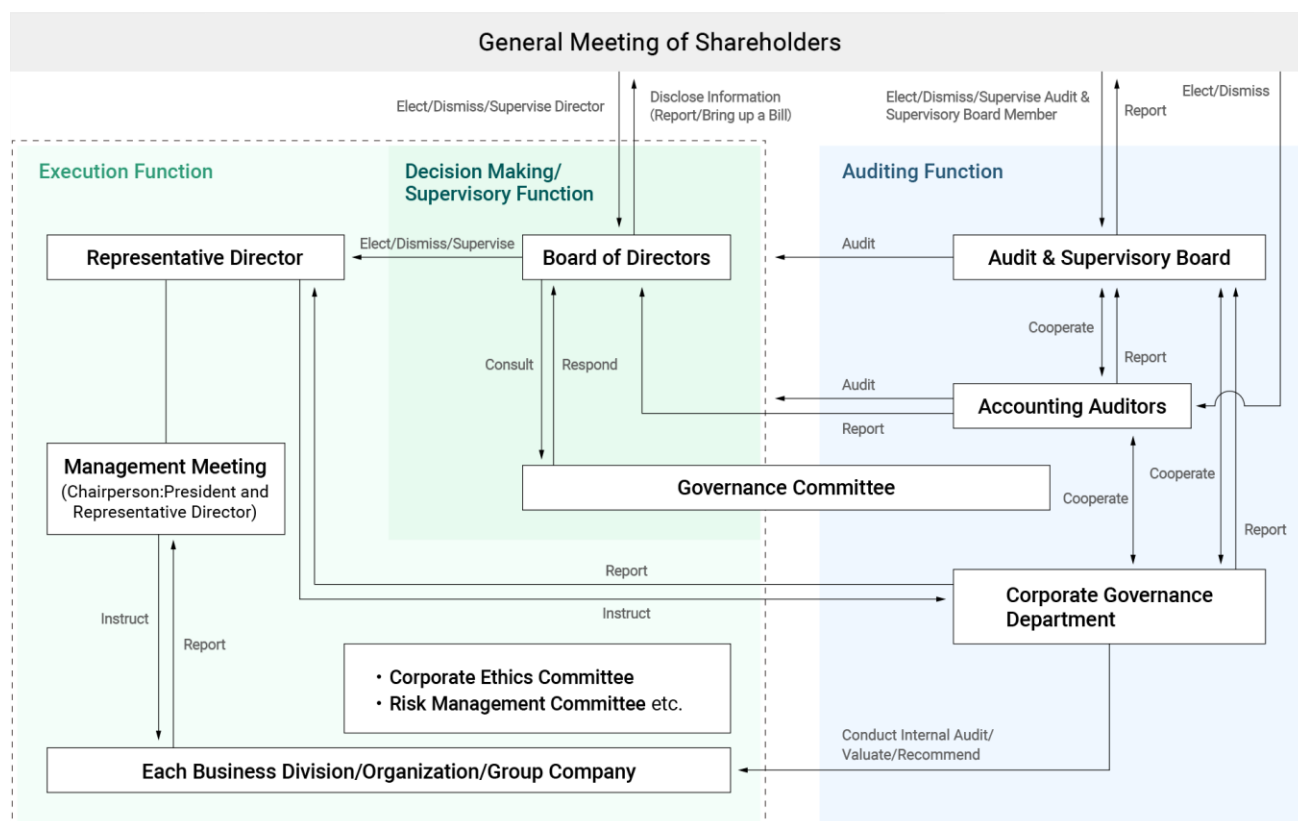 General Meeting of Shareholders
Elect/Dismiss/Supervise Director
Disclose Information
(Report/Bring up a Bill)
Elect/Dismiss/Supervise Audit &
Supervisory Board Member
Report
Elect/Dismiss
Execution Function
Decision Making/
Supervisory Function
Auditing Function
Representative Director
Elect/Dismiss/Supervise
Board of Directors
Audit
Audit & Supervisory Board
Cooperate
Report
Consult
Respond
Audit
Report
Accounting Auditors
Management Meeting
(Chairperson:President and
Representative Director)
Governance Committee
Cooperate
Cooperate
Report
Report
Instruct
Corporate Governance
Department
Instruct
Report
・Corporate Ethics Committee
・Risk Management Committee etc.
Conduct Internal Audit/
Valuate/Recommend
Each Business Division/Organization/Group Company